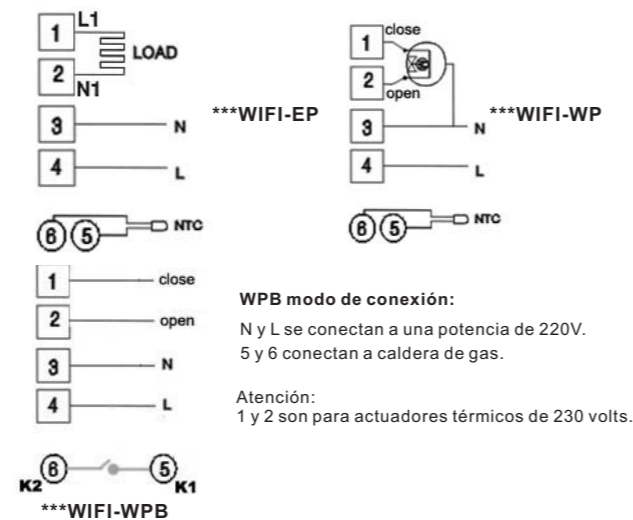 1 L1
LOAD
2 N1
3 N
4 L
6 5 NTC
***WIFI-EP
1 close
2 open
3 N
4 L
6 5 NTC
***WIFI-WP
1 close
2 open
3 N
4 L
K2 6 5 K1
***WIFI-WPB
WPB modo de conexión:
N y L se conectan a una potencia de 220V.
5 y 6 conectan a caldera de gas.
Atención:
1 y 2 son para actuadores térmicos de 230 volts.